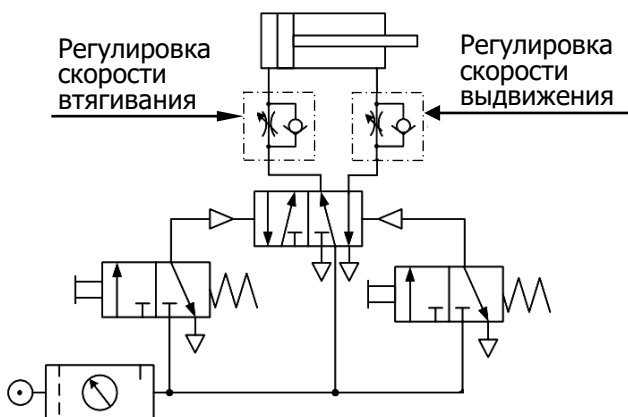 Регулировка
скорости
втягивания
Регулировка
скорости
выдвижения